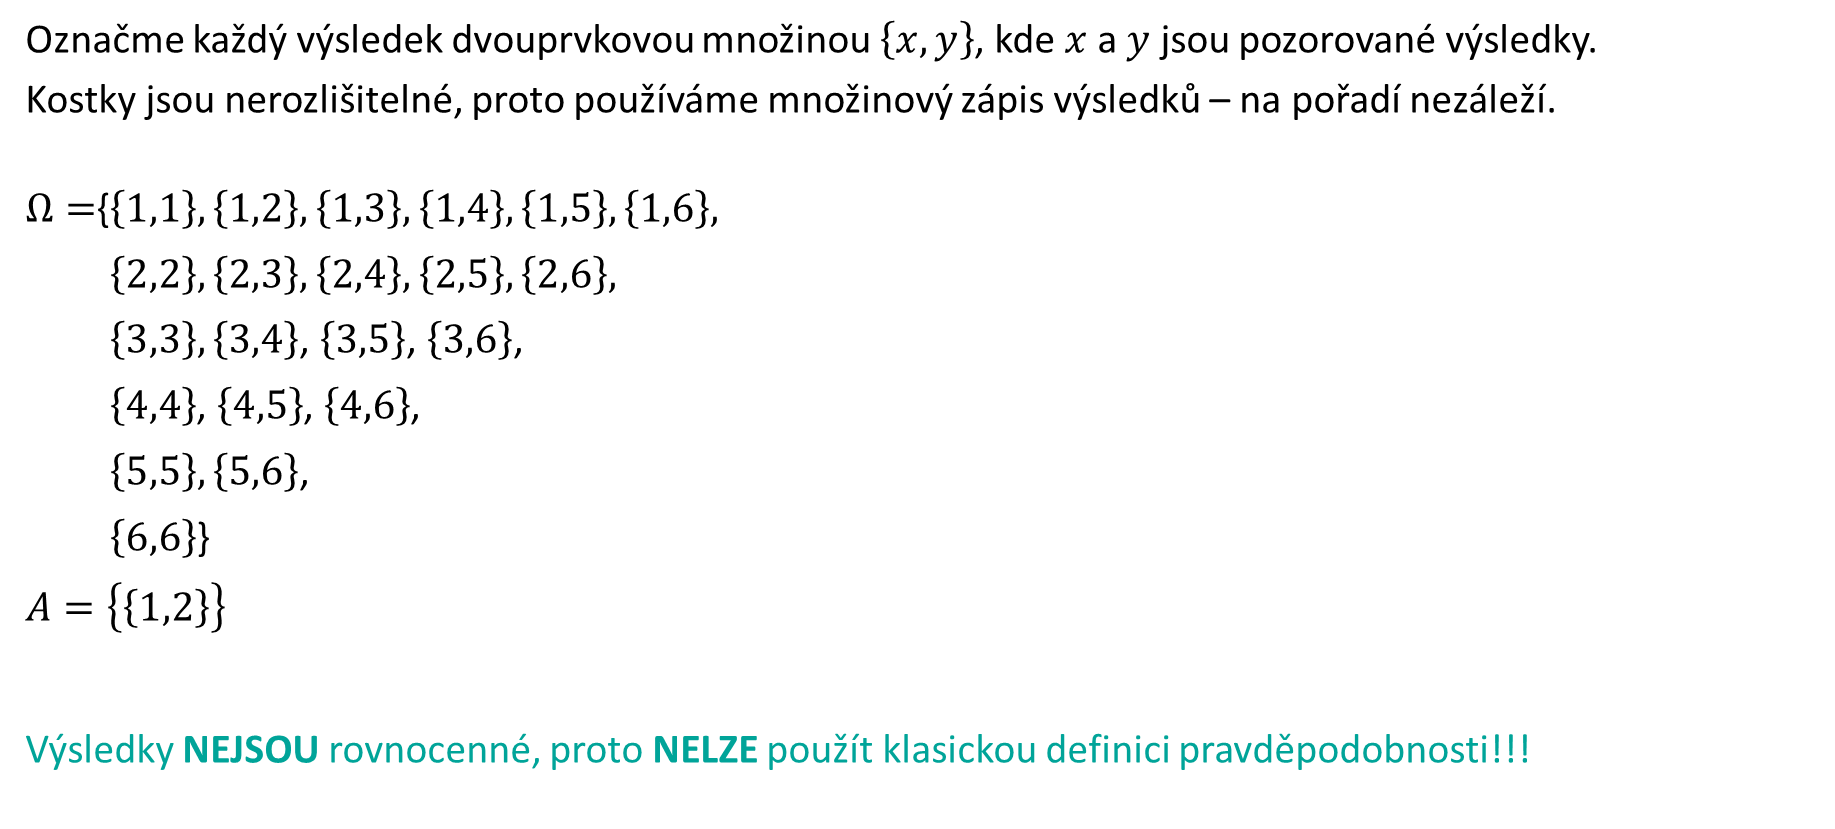 Označme každý výsledek dvouprvkovou množinou {x, y}, kde x a y jsou pozorované výsledky.
Kostky jsou nerozlišitelné, proto používáme množinový zápis výsledků – na pořadí nezáleží.
Ω ={{1,1}, {1,2}, {1,3}, {1,4}, {1,5}, {1,6},
{2,2}, {2,3}, {2,4}, {2,5}, {2,6},
{3,3}, {3,4}, {3,5}, {3,6},
{4,4}, {4,5}, {4,6},
{5,5}, {5,6},
{6,6}}
A = {{1,2}}
Výsledky NEJSOU rovnocenné, proto NELZE použít klasickou definici pravděpodobnosti!!!